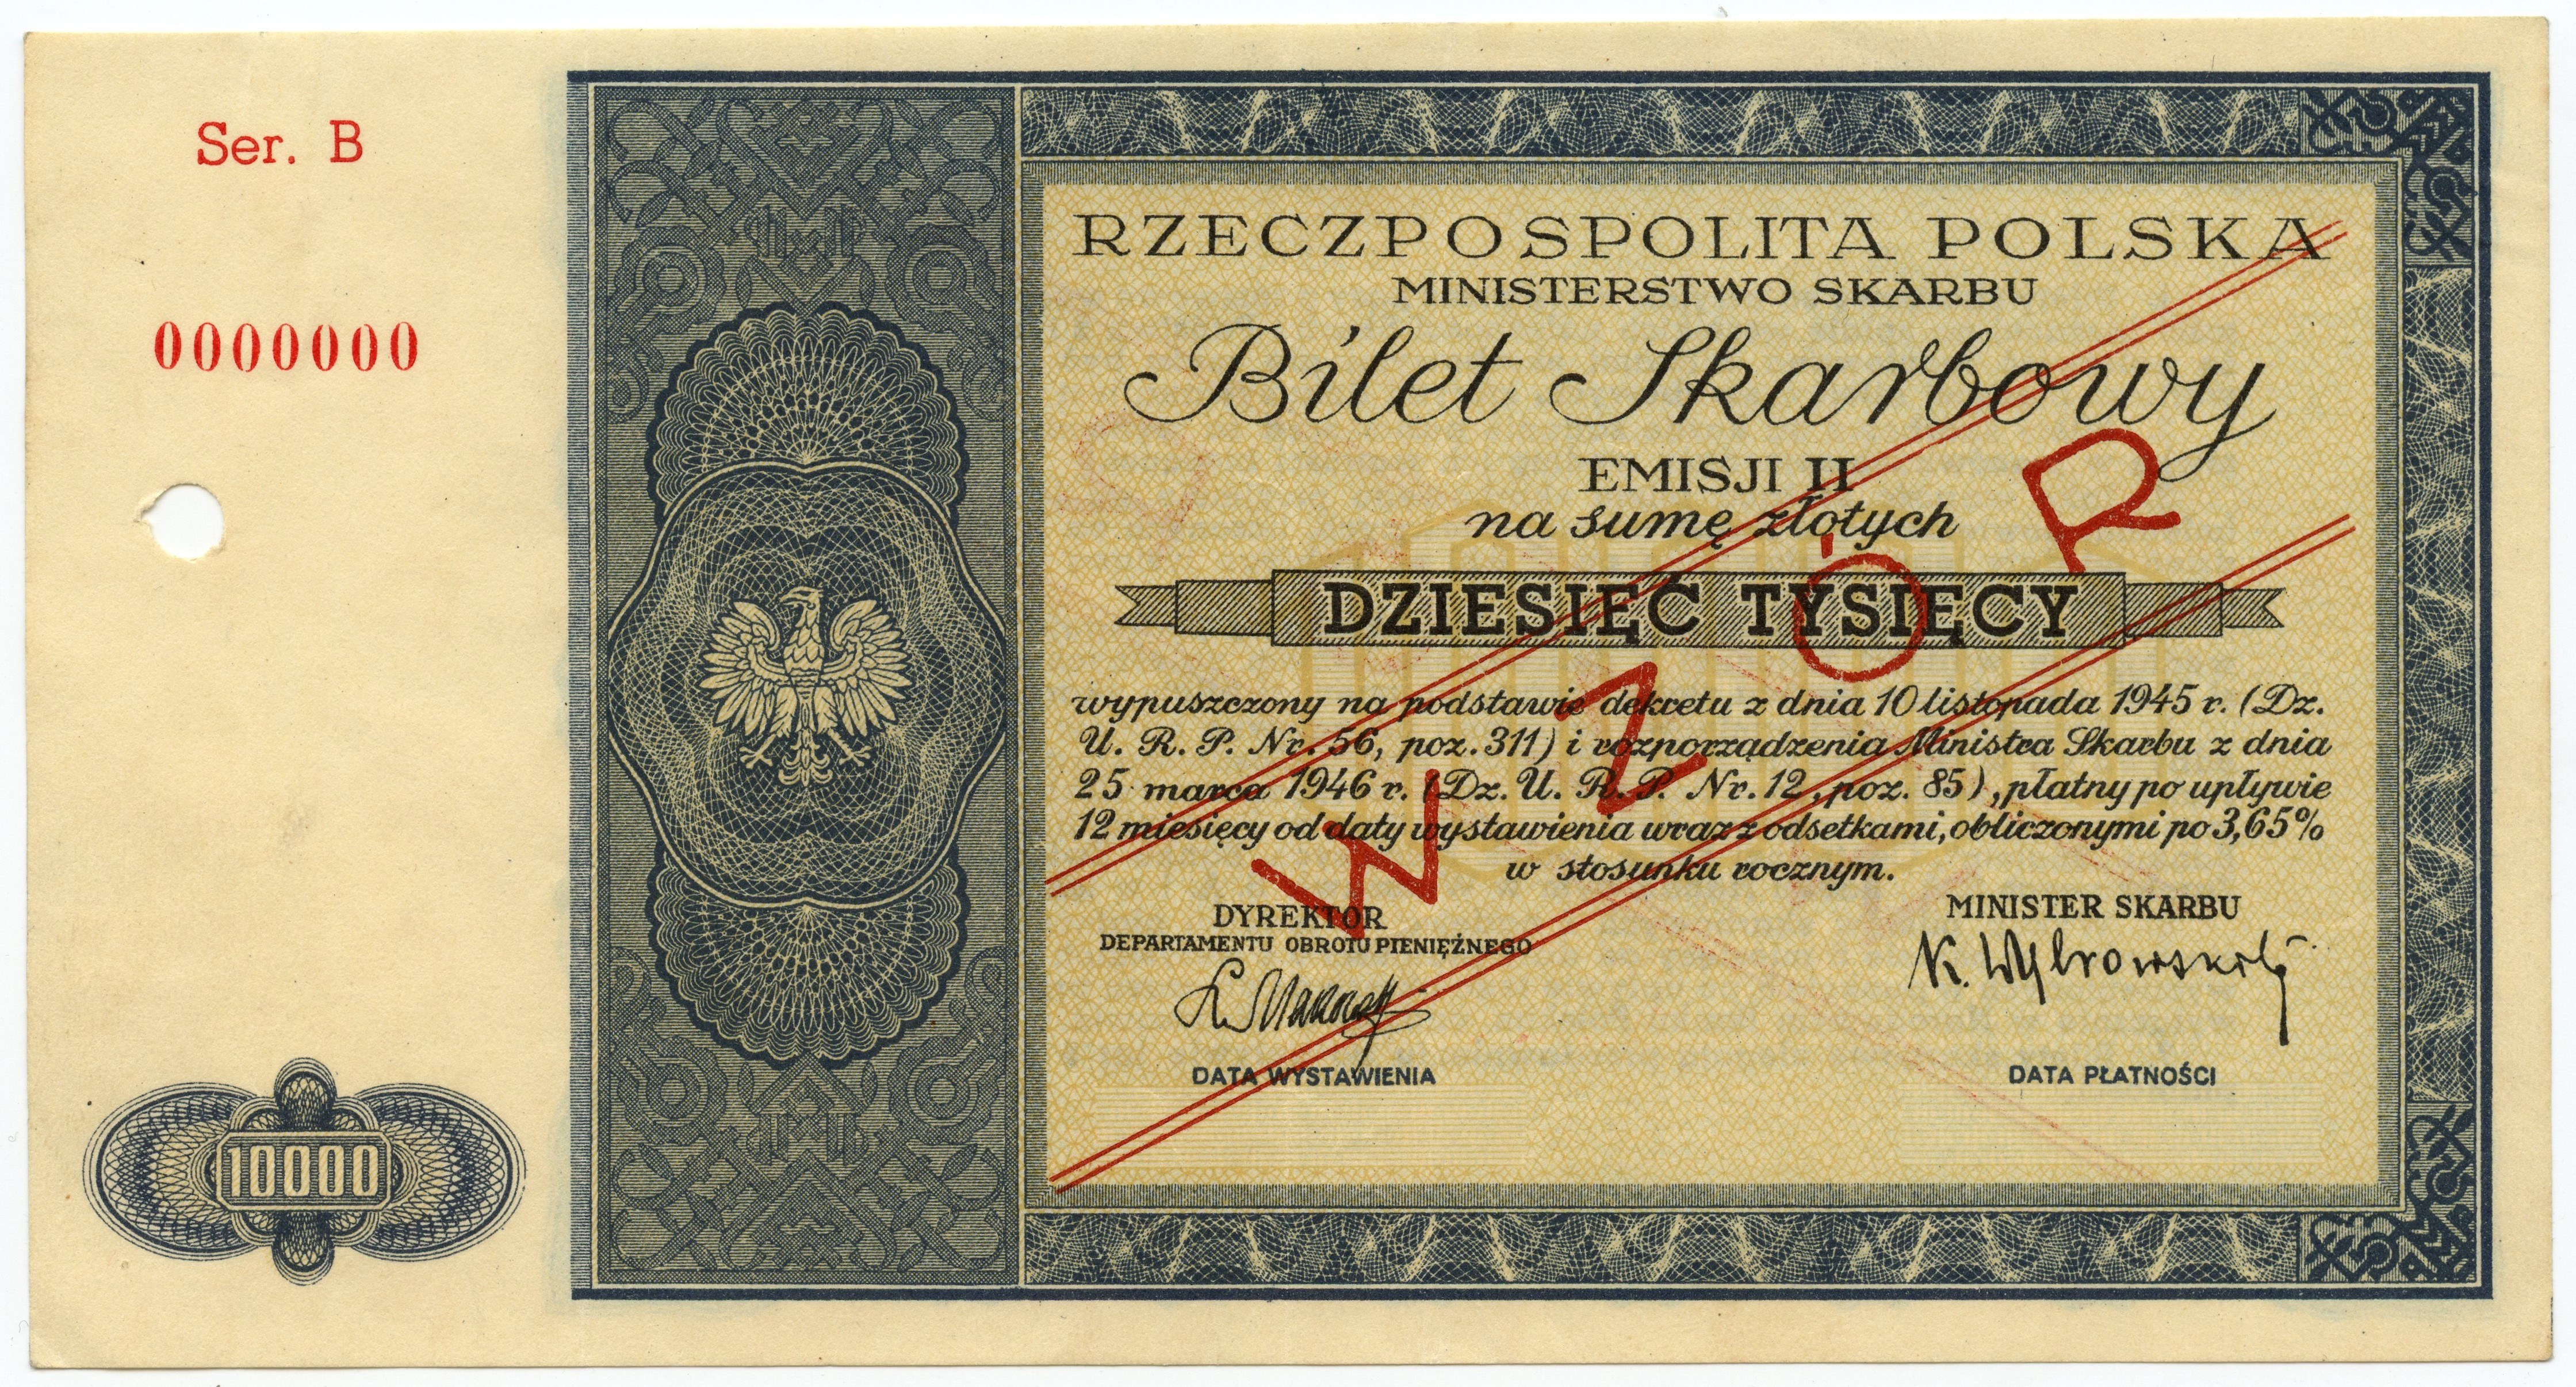 Ser. B
0000000
10000
RZECZPOSPOLITA POLSKA
MINISTERSTWO SKARBU
Bilet Skarbowy
EMISJI II
na sumę złotych
DZIESIĘĆ TYSIĘCY
wypuszczony na podstawie dekretu z dnia 10 listopada 1945 r. (Dz.
U. R. P. Nr. 56, poz. 311) i rozporządzenia Ministra Skarbu z dnia
25 marca 1946 r. (Dz. U. R. P. Nr. 12, poz. 85), płatny po upływie
12 miesięcy od daty wystawienia wraz z odsetkami, obliczonymi po 3,65%
w stosunku rocznym.
WZÓR
DYREKTOR
DEPARTAMENTU OBROTU PIENIĘŻNEGO
MINISTER SKARBU
DATA WYSTAWIENIA
DATA PŁATNOŚCI